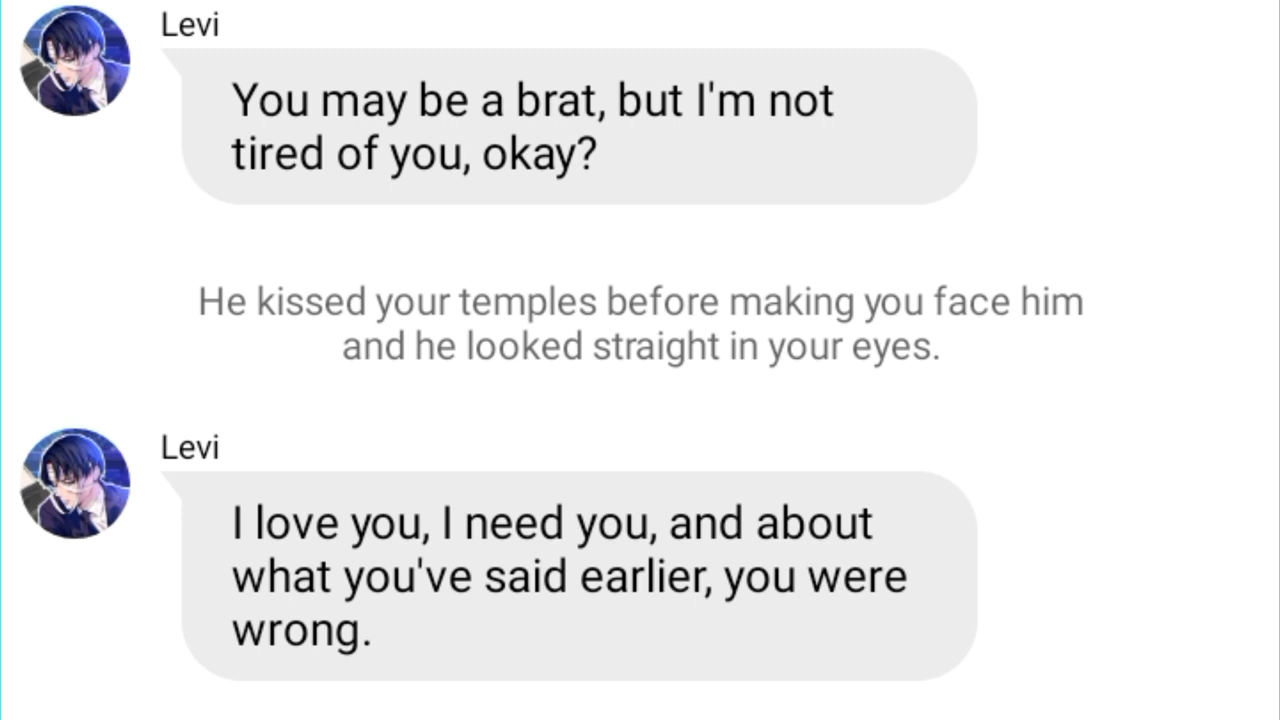 Levi
You may be a brat, but I'm not
tired of you, okay?
He kissed your temples before making you face him
and he looked straight in your eyes.
Levi
I love you, I need you, and about
what you've said earlier, you were
wrong.